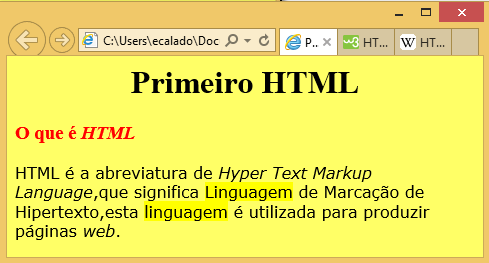 C:\Users\ecalado\Doc
P...
HT...
HT...
Primeiro HTML
O que é HTML
HTML é a abreviatura de Hyper Text Markup
Language,que significa Linguagem de Marcação de
Hipertexto,esta linguagem é utilizada para produzir
páginas web.